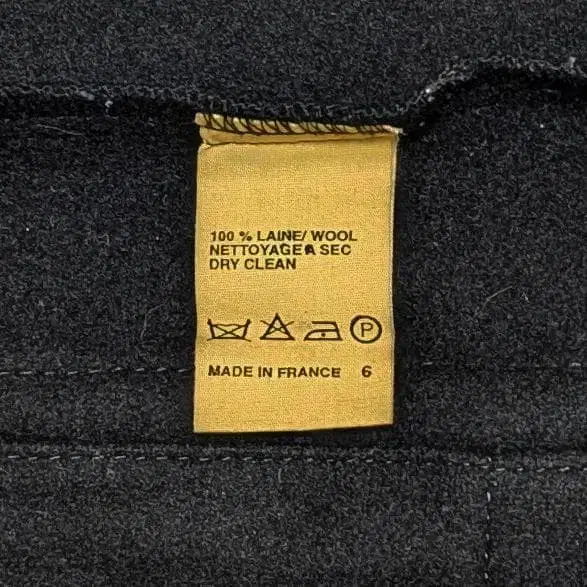 100 % LAINE/ WOOL
NETTOYAGE A SEC
DRY CLEAN
P
MADE IN FRANCE 6